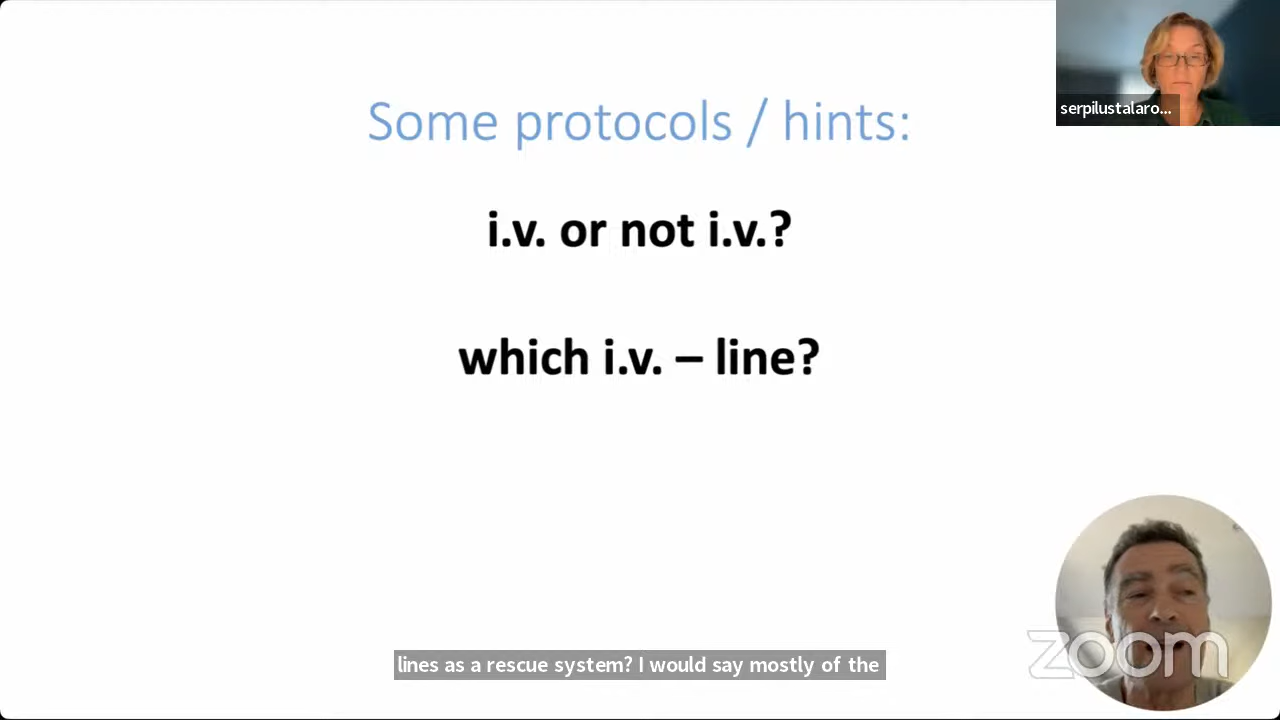 serpilustalaro...
Some protocols / hints:
i.v. or not i.v.?
which i.v. – line?
lines as a rescue system? I would say mostly of the
zoom